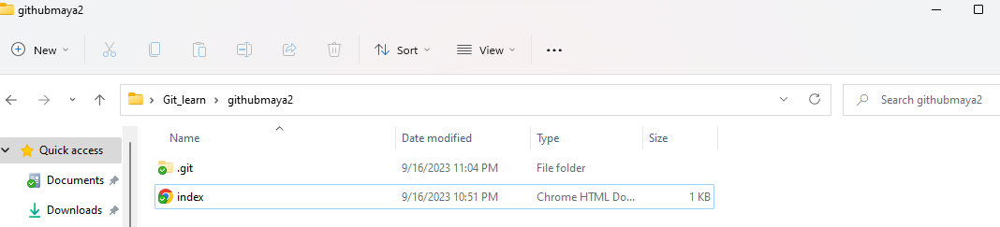 githubmaya2
New Sort View
Git_learn githubmaya2 Search githubmaya2
Name Date modified Type Size
Quick access
.git 9/16/2023 11:04 PM File folder
Documents
index 9/16/2023 10:51 PM Chrome HTML Do... 1 KB
Downloads